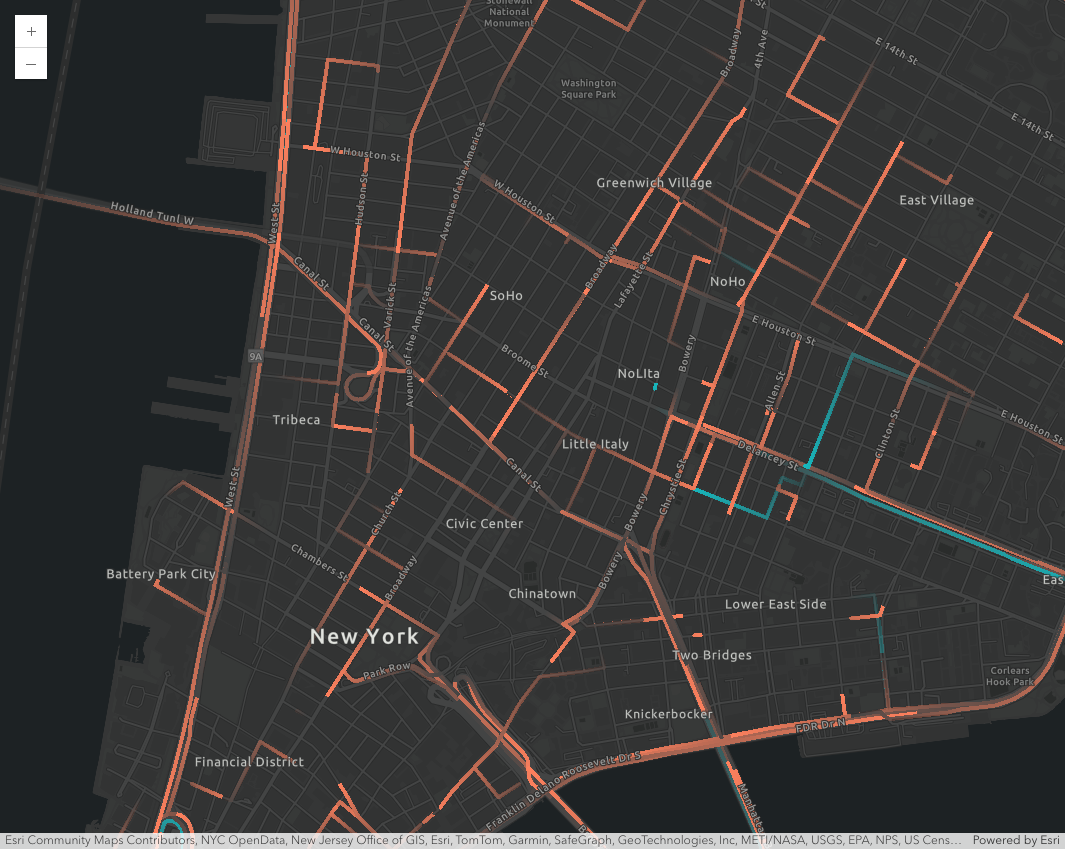 +
Stonewall
National
Monument
Broadway
4th Ave
E 14th St
Washington
Square Park
E 14th St
W Houston St
Avenue of the Americas
Hudson St
W Houston St
Greenwich Village
East Village
Holland Tunl W
West St
Canal St
Broadway
Lafayette St
NoHo
SoHo
Varick St
Avenue of the Americas
Canal St
E Houston St
9A
Broome St
Bowery
NoLIta
Allen St
Tribeca
Little Italy
Delancey St
Clinton St
E Houston St
West St
Canal St
Chrystie St
Bowery
Church St
Civic Center
Chambers St
Broadway
Bowery
Battery Park City
Chinatown
Eas
Lower East Side
New York
Park Row
Two Bridges
Corlears
Hook Park
Knickerbocker
FDR Dr N
Financial District
Franklin Delano Roosevelt Dr S
Manhatta
B
Esri Community Maps Contributors, NYC OpenData, New Jersey Office of GIS, Esri, TomTom, Garmin, SafeGraph, GeoTechnologies, Inc, METI/NASA, USGS, EPA, NPS, US Cens…
Powered by Esri